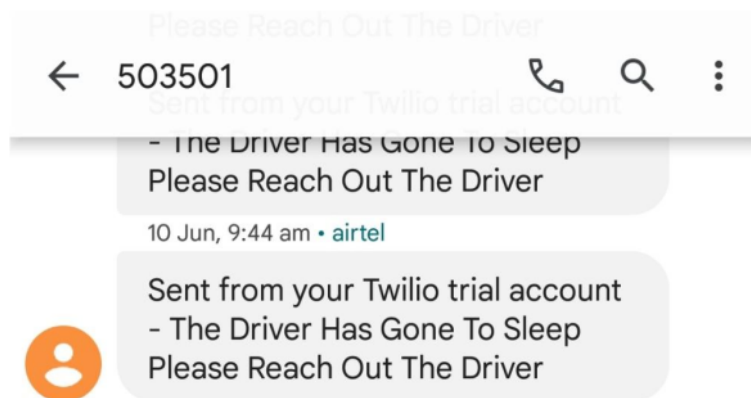 Please Reach Out The Driver
503501
Sent from your Twilio trial account
- The Driver Has Gone To Sleep
Please Reach Out The Driver
10 Jun, 9:44 am • airtel
Sent from your Twilio trial account
- The Driver Has Gone To Sleep
Please Reach Out The Driver